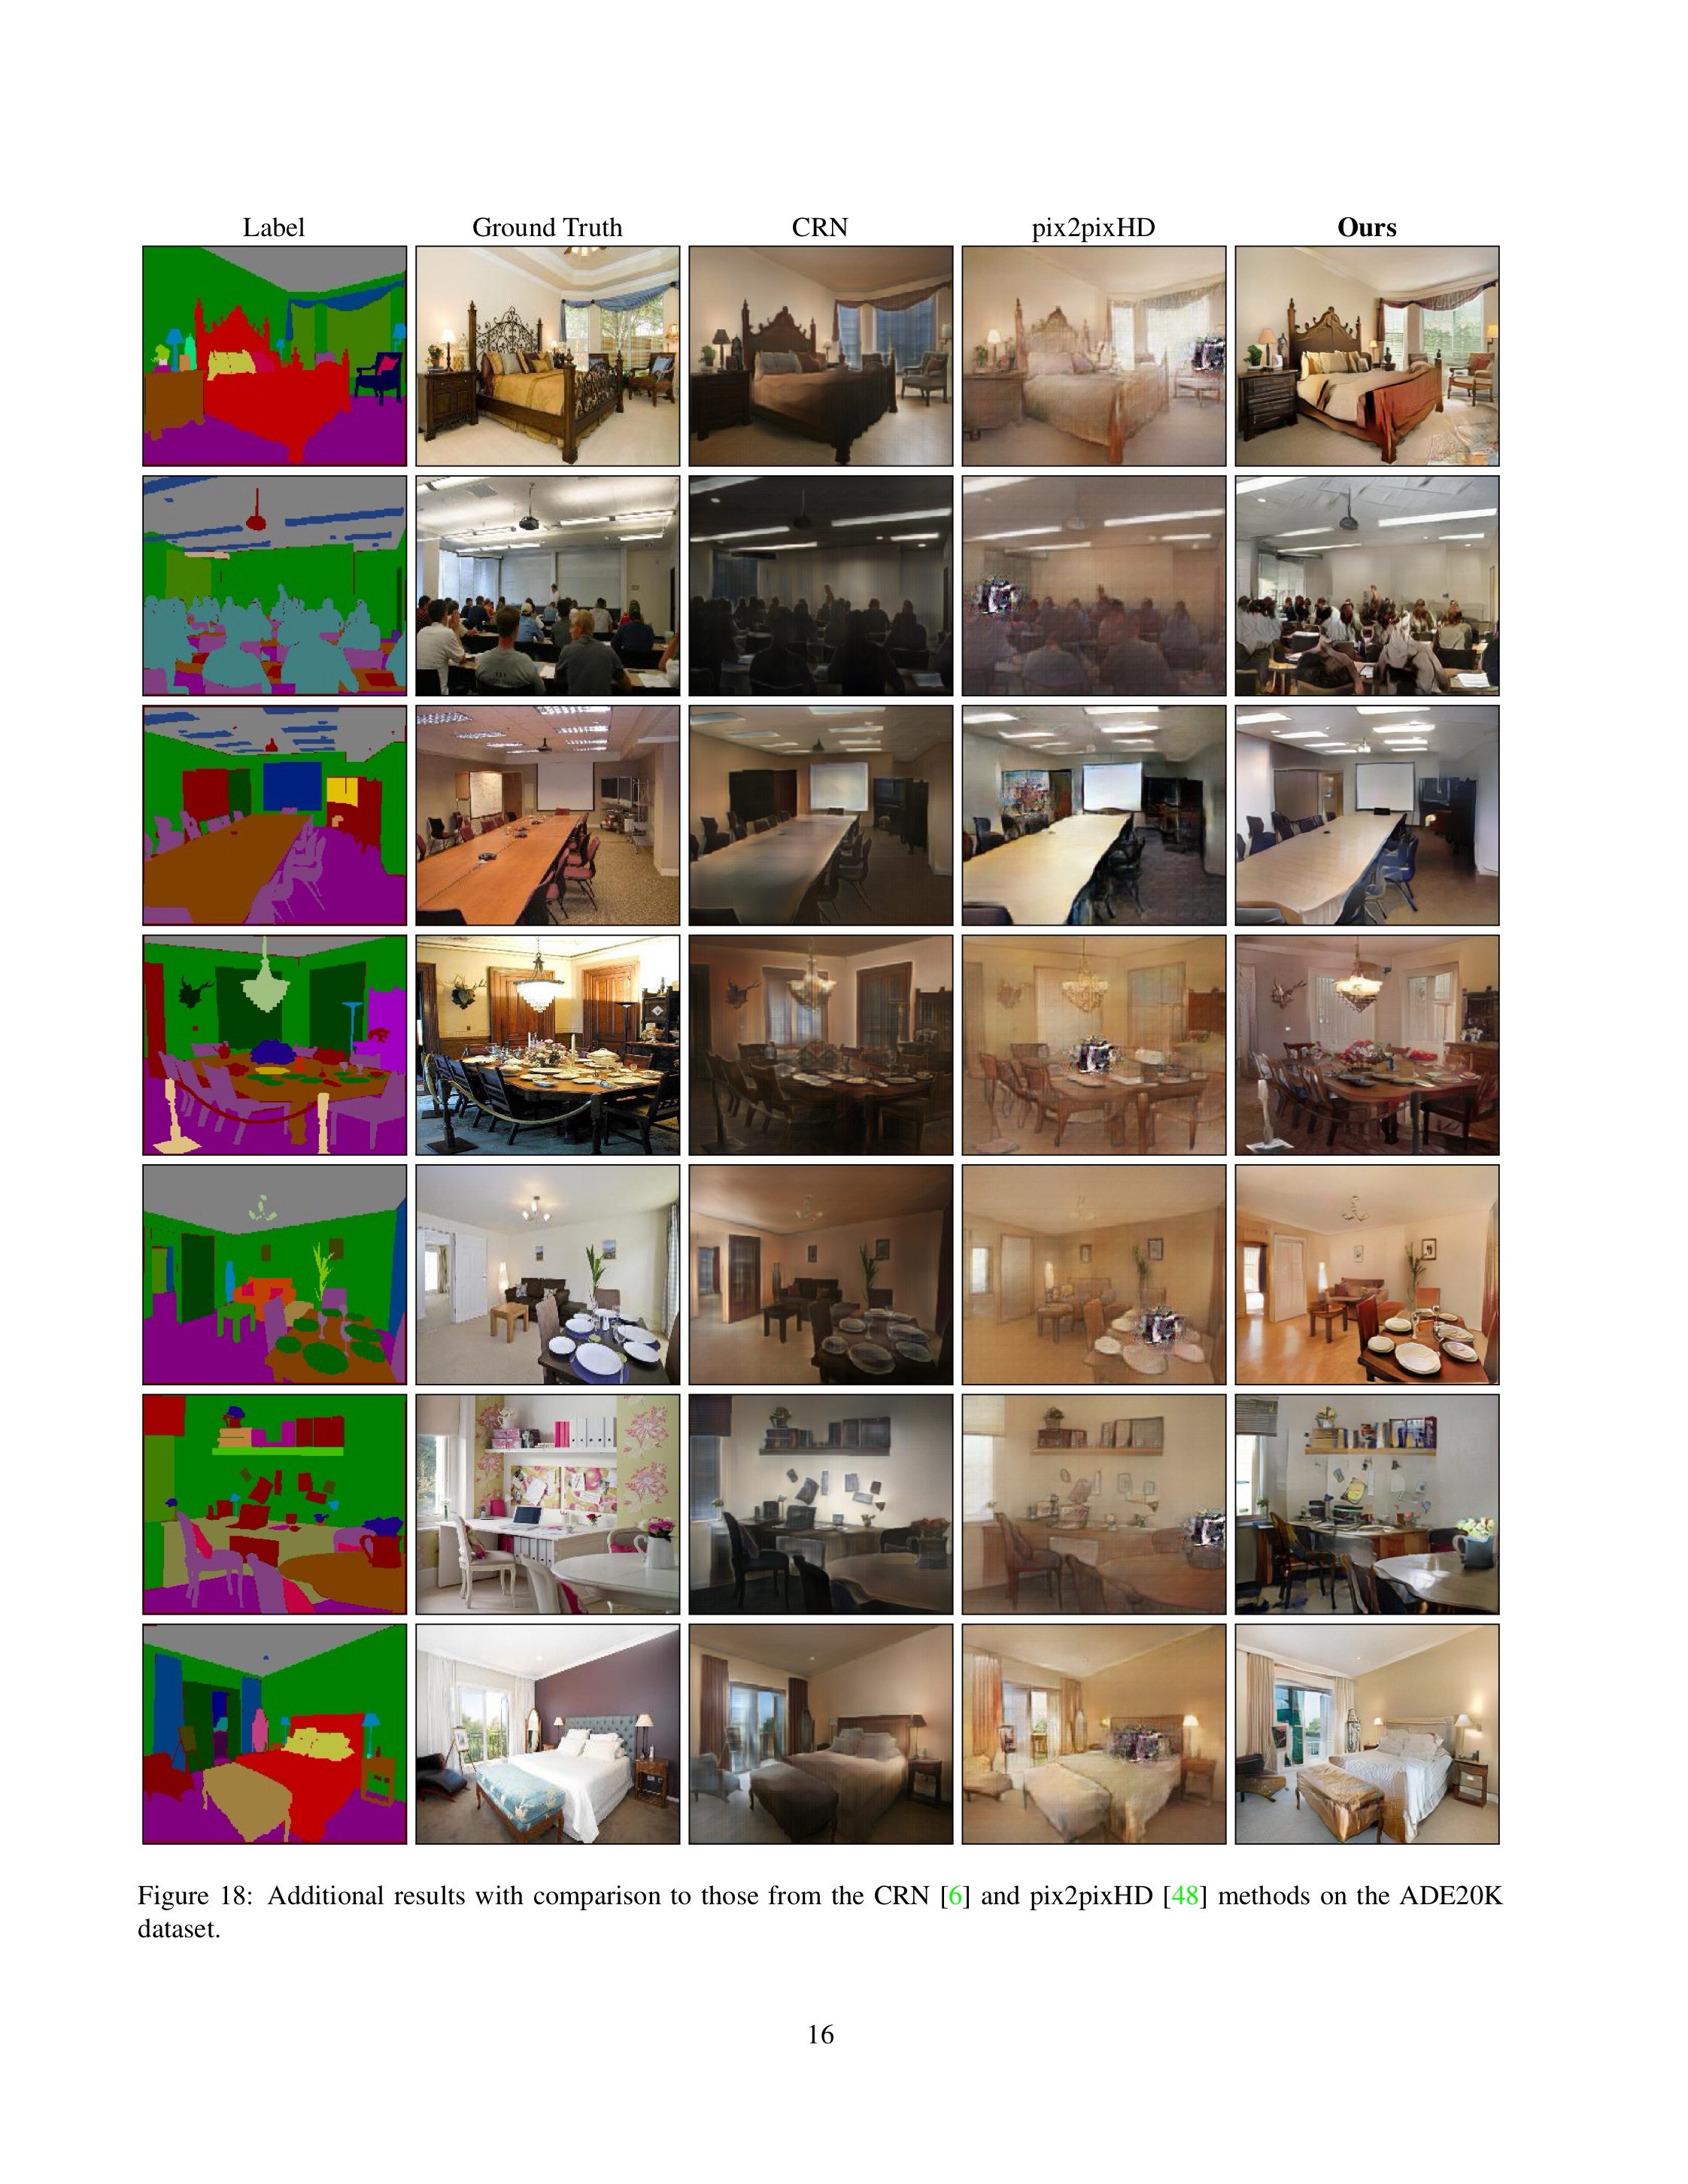 Label
Ground Truth
CRN
pix2pixHD
Ours
Figure 18: Additional results with comparison to those from the CRN [6] and pix2pixHD [48] methods on the ADE20K
dataset.
16